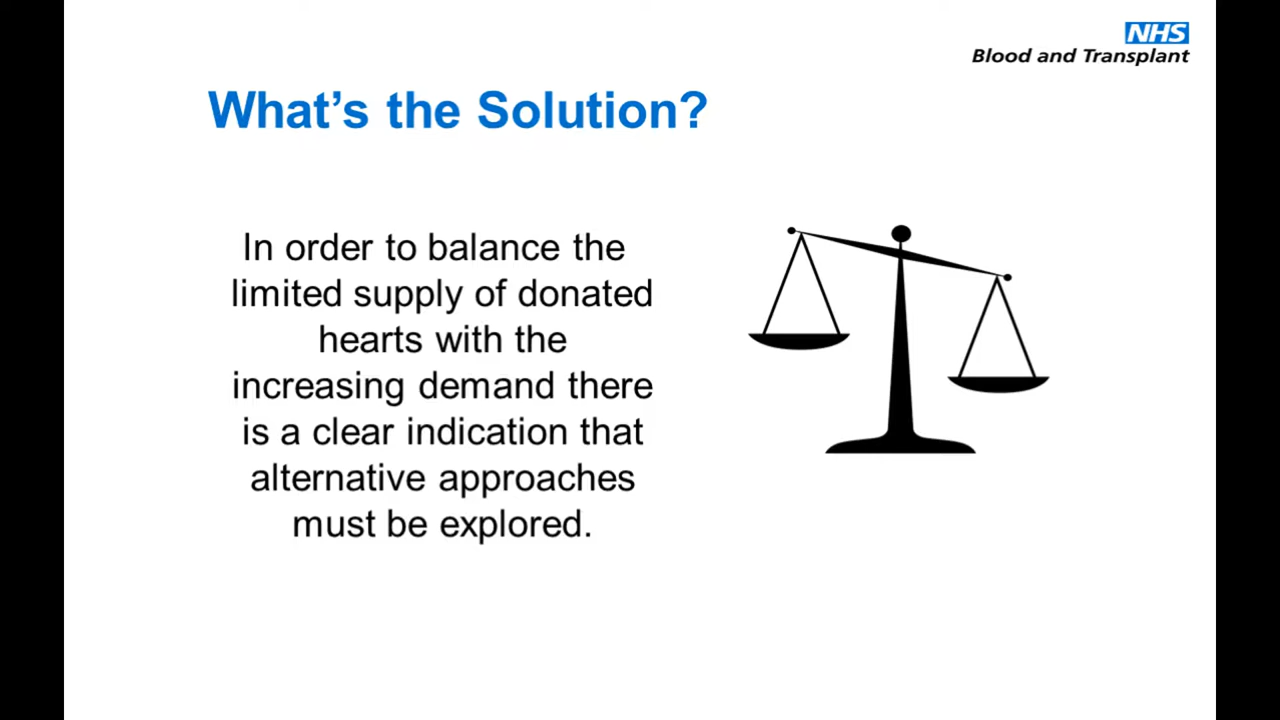 NHS
Blood and Transplant
What's the Solution?
In order to balance the
limited supply of donated
hearts with the
increasing demand there
is a clear indication that
alternative approaches
must be explored.